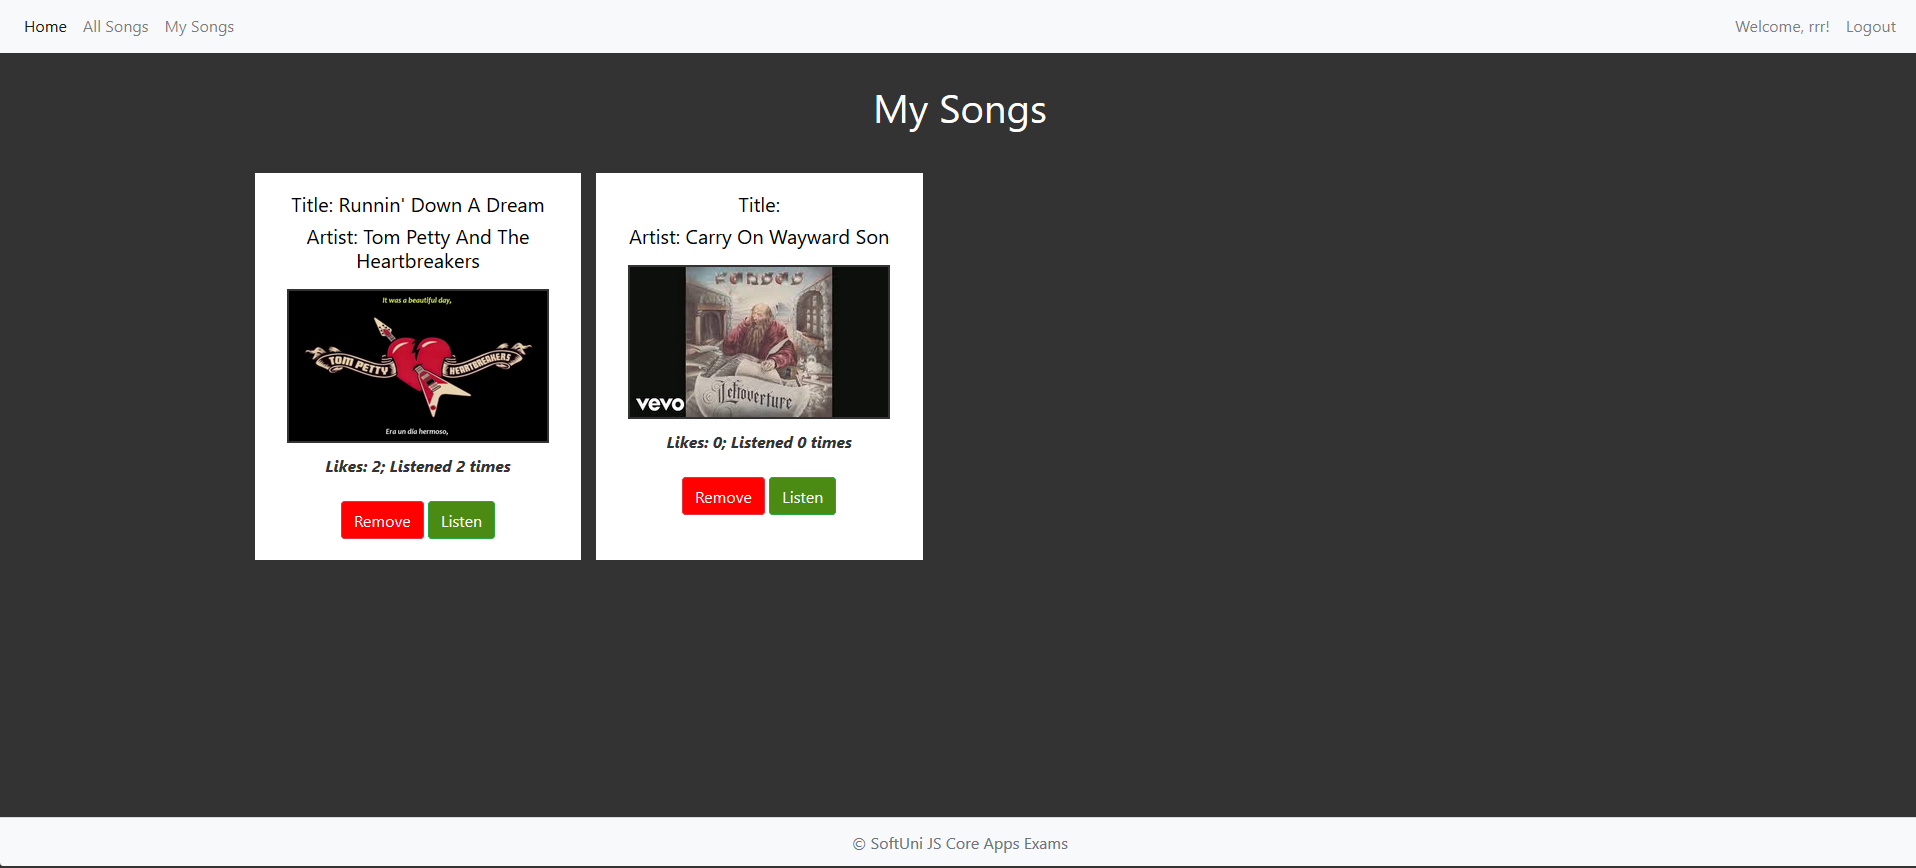 Home All Songs My Songs Welcome, rrr! Logout
My Songs
Title: Runnin' Down A Dream
Artist: Tom Petty And The
Heartbreakers
It was a beautiful day,
TOM PETTY HEARTBREAKERS
Era un día hermoso,
Likes: 2; Listened 2 times
Remove Listen
Title:
Artist: Carry On Wayward Son
KANSAS
Leftoverture
vevo
Likes: 0; Listened 0 times
Remove Listen
© SoftUni JS Core Apps Exams